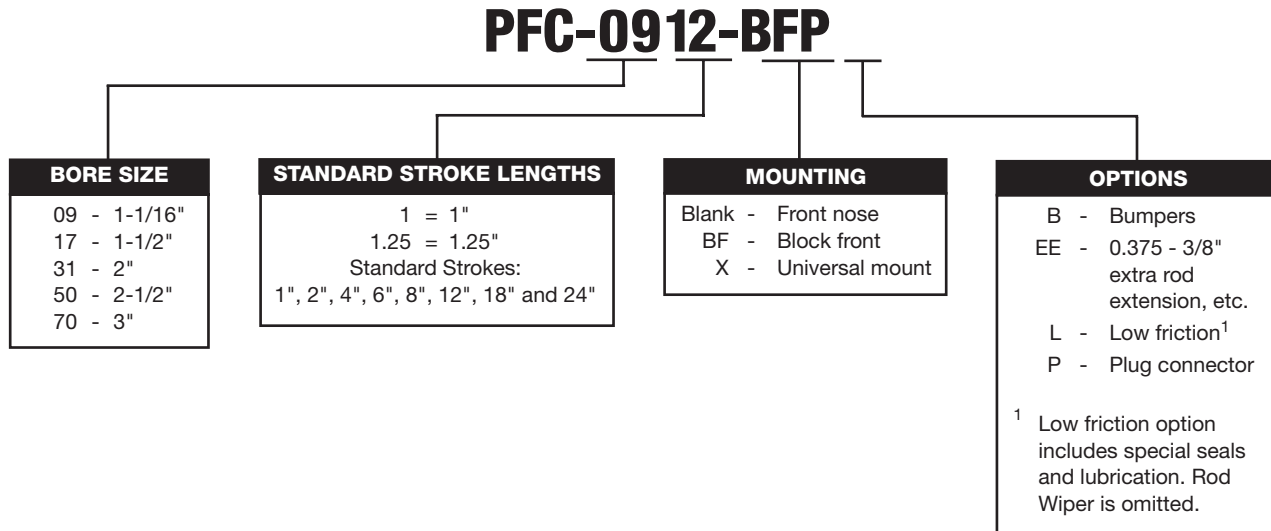 PFC-0912-BFP
BORE SIZE
09 - 1-1/16"
17 - 1-1/2"
31 - 2"
50 - 2-1/2"
70 - 3"
STANDARD STROKE LENGTHS
1 = 1"
1.25 = 1.25"
Standard Strokes:
1", 2", 4", 6", 8", 12", 18" and 24"
MOUNTING
Blank - Front nose
BF - Block front
X - Universal mount
OPTIONS
B - Bumpers
EE - 0.375 - 3/8"
extra rod
extension, etc.
L - Low friction¹
P - Plug connector
¹ Low friction option
includes special seals
and lubrication. Rod
Wiper is omitted.